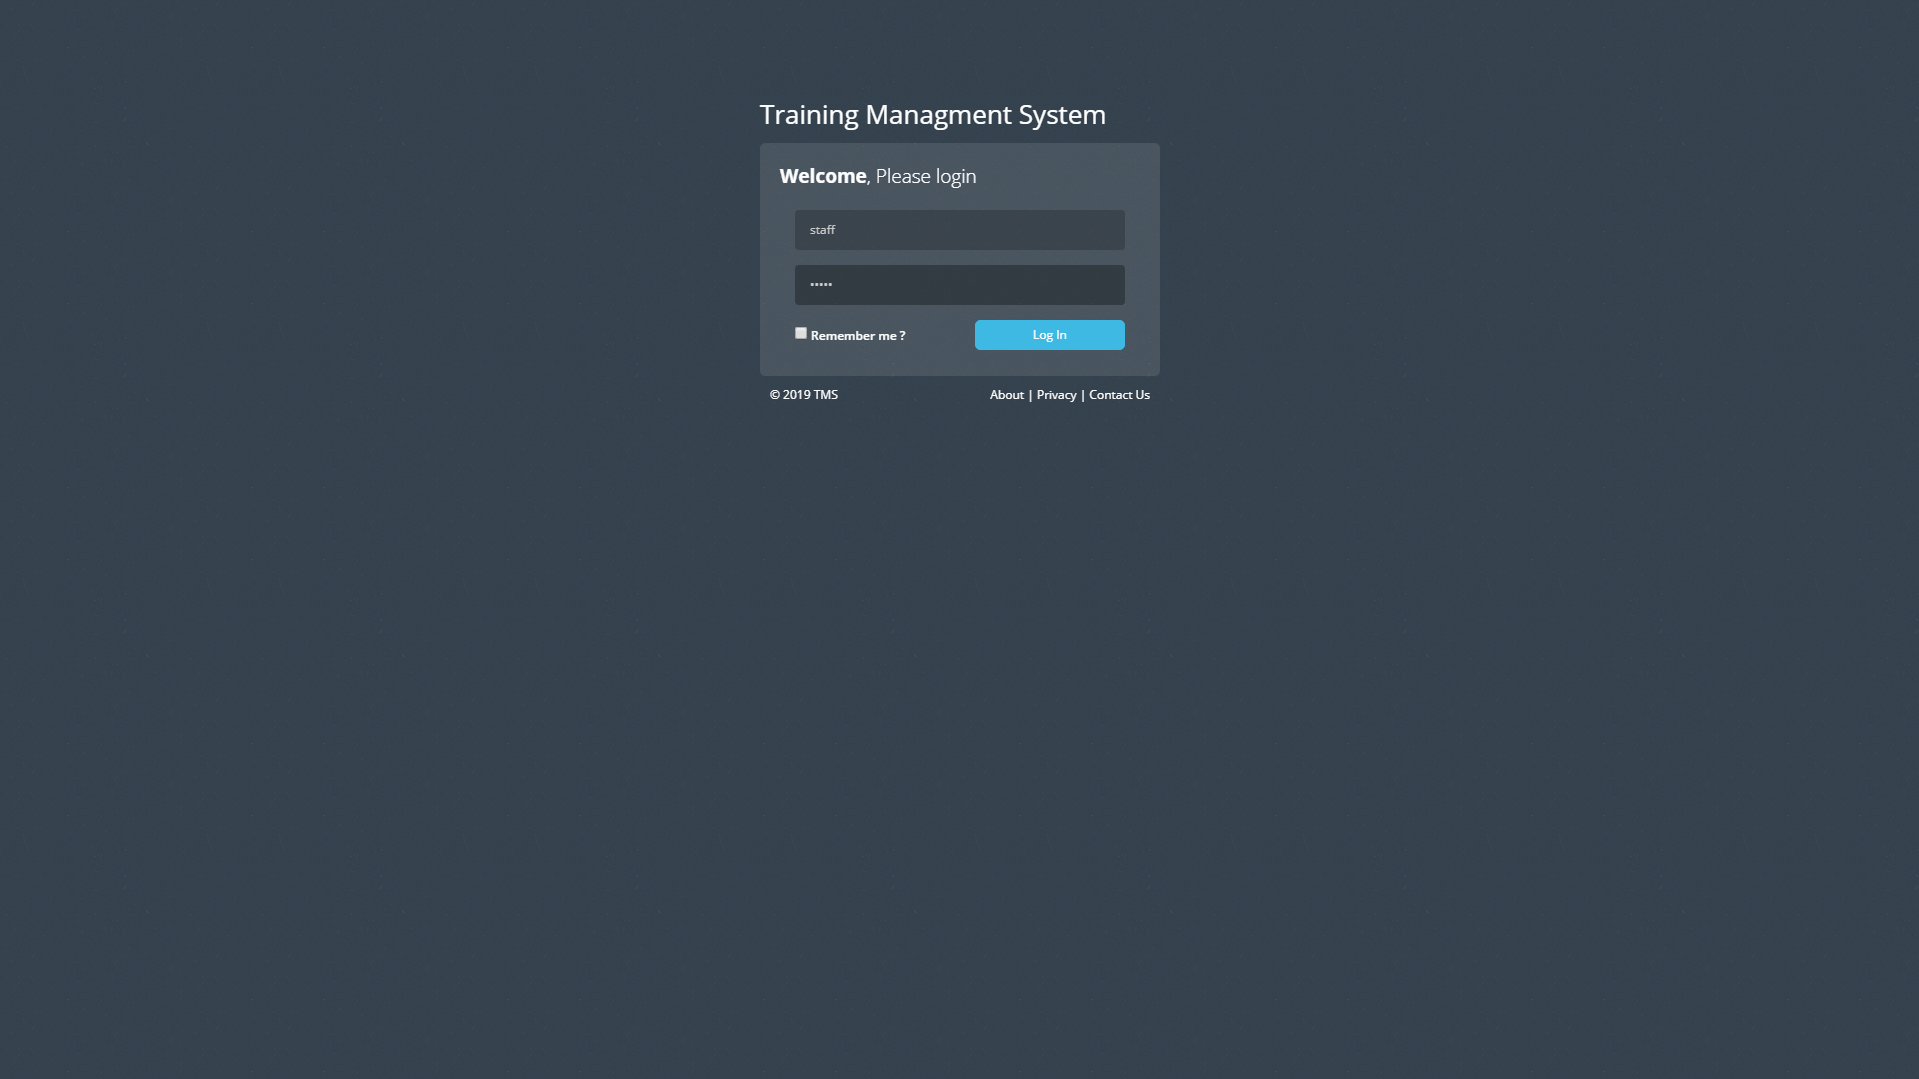 Training Managment System
Welcome, Please login
staff
•••••
Remember me ?
Log In
© 2019 TMS
About | Privacy | Contact Us